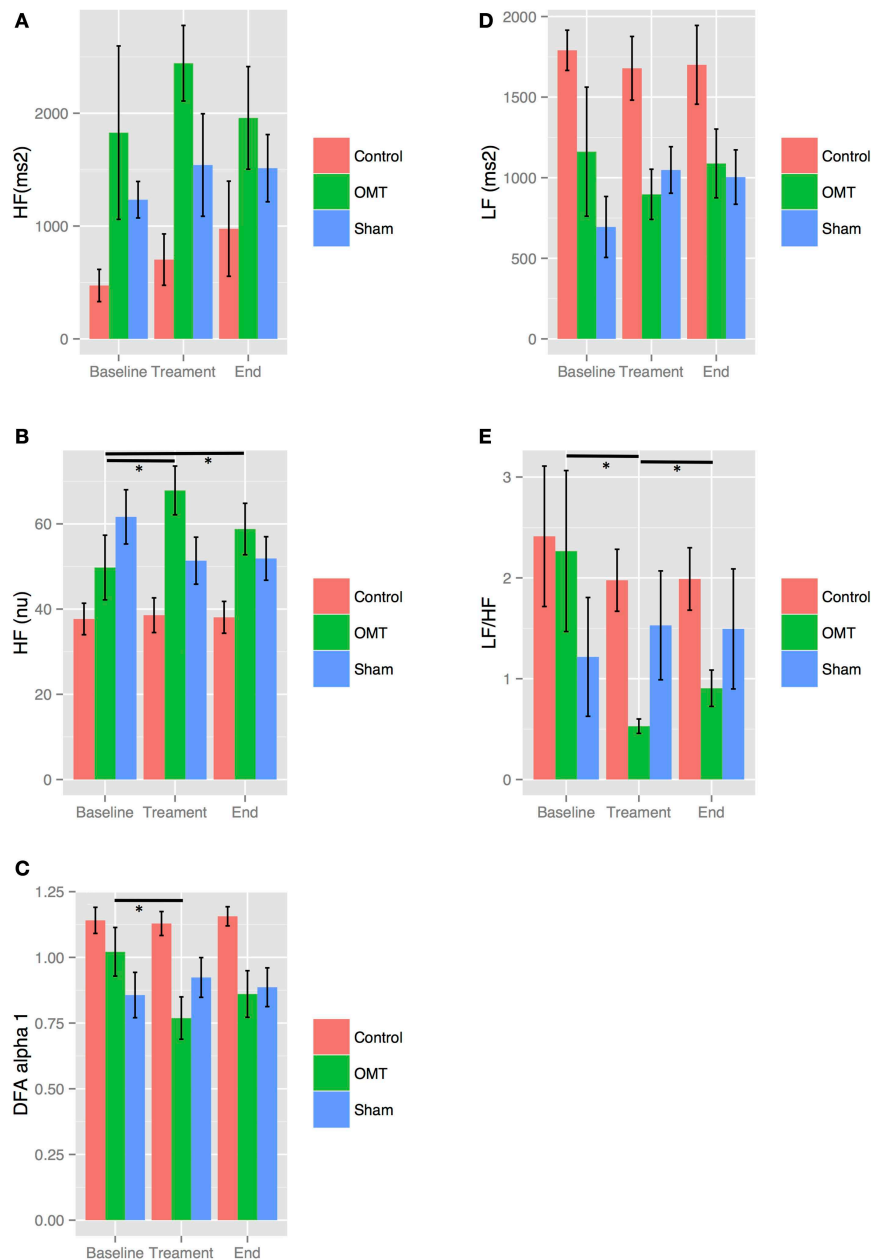 A
HF(ms2)
2000
1000
0
Baseline Treament End
Control
OMT
Sham
D
LF (ms2)
2000
1500
1000
500
0
Baseline Treament End
Control
OMT
Sham
B
HF (nu)
60
40
20
0
* *
Baseline Treament End
Control
OMT
Sham
E
LF/HF
3
2
1
0
* *
Baseline Treament End
Control
OMT
Sham
C
DFA alpha 1
1.25
1.00
0.75
0.50
0.25
0.00
*
Baseline Treament End
Control
OMT
Sham